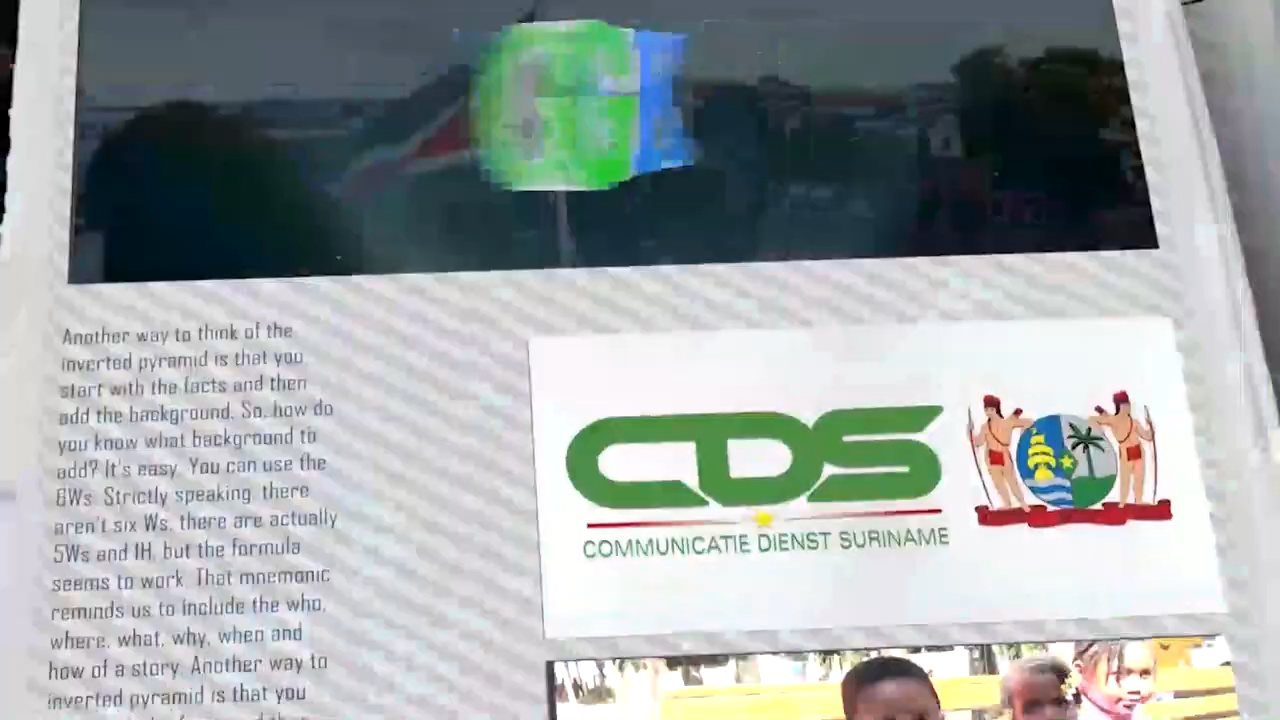 Another way to think of the
inverted pyramid is that you
start with the facts and then
add the background. So, how do
you know what background to
add? It's easy. You can use the
6Ws. Strictly speaking, there
aren't six Ws, there are actually
5Ws and 1H, but the formula
seems to work. That mnemonic
reminds us to include the who,
where, what, why, when and
how of a story. Another way to
inverted pyramid is that you
CDS
COMMUNICATIE DIENST SURINAME